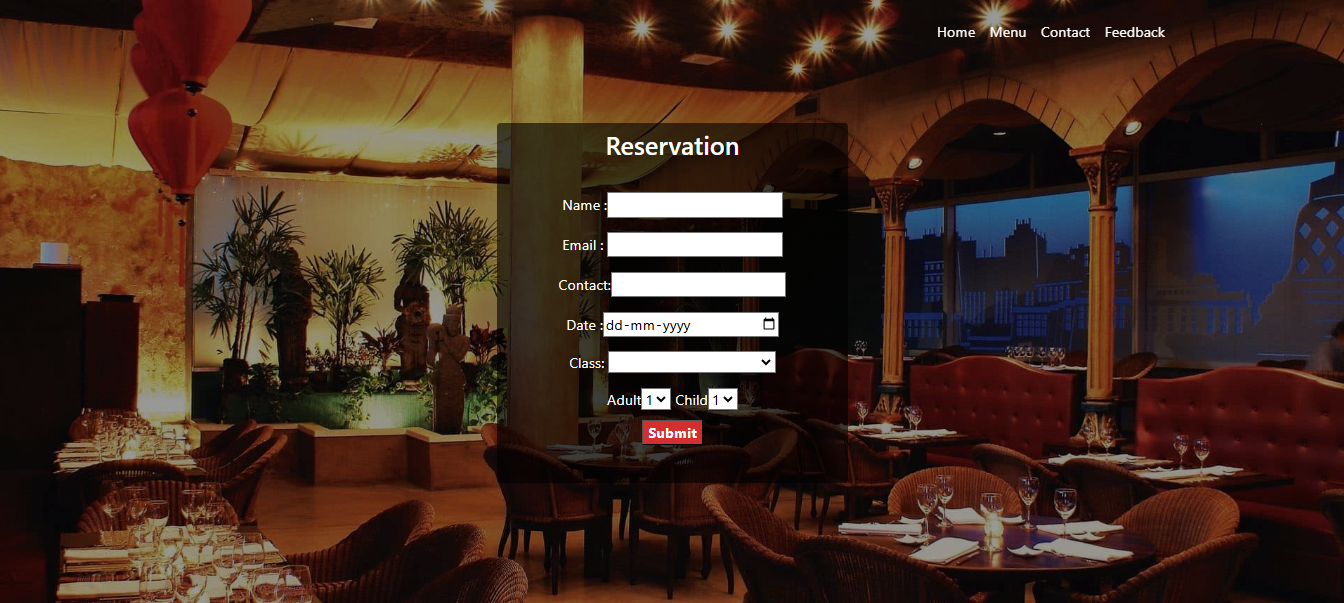 Home Menu Contact Feedback
Reservation
Name :
Email :
Contact:
Date : dd-mm-yyyy
Class:
Adult 1 Child 1
Submit